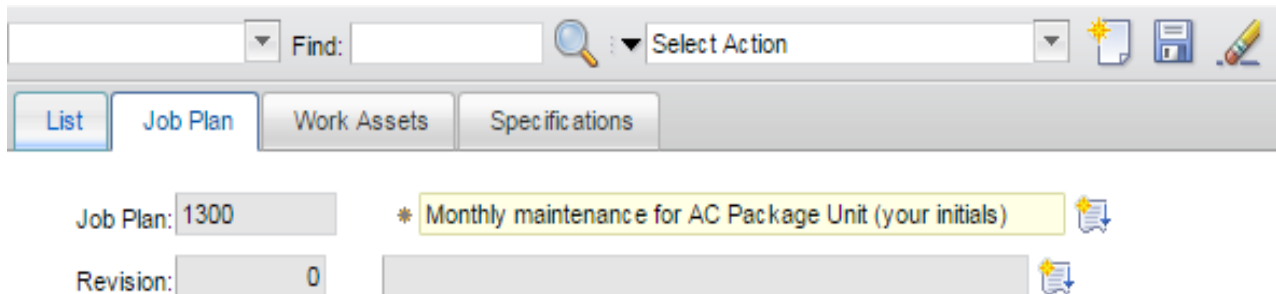 Find: Select Action
List Job Plan Work Assets Specifications
Job Plan: 1300 * Monthly maintenance for AC Package Unit (your initials)
Revision: 0